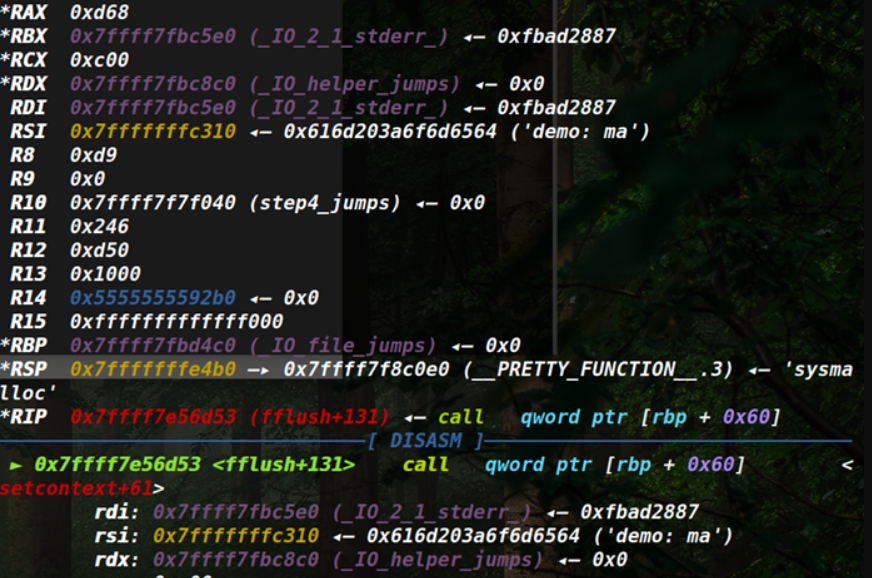 *RAX 0xd68
*RBX 0x7ffff7fbc5e0 (_IO_2_1_stderr_) ◂— 0xfbad2887
*RCX 0xc00
*RDX 0x7ffff7fbc8c0 (_IO_helper_jumps) ◂— 0x0
RDI 0x7ffff7fbc5e0 (_IO_2_1_stderr_) ◂— 0xfbad2887
RSI 0x7fffffffc310 ◂— 0x616d203a6f6d6564 ('demo: ma')
R8 0xd9
R9 0x0
R10 0x7ffff7f7f040 (step4_jumps) ◂— 0x0
R11 0x246
R12 0xd50
R13 0x1000
R14 0x5555555592b0 ◂— 0x0
R15 0xfffffffffffff000
*RBP 0x7ffff7fbd4c0 (_IO_file_jumps) ◂— 0x0
*RSP 0x7fffffffe4b0 —▸ 0x7ffff7f8c0e0 (__PRETTY_FUNCTION__.3) ◂— 'sysma
lloc'
*RIP 0x7ffff7e56d53 (fflush+131) ◂— call qword ptr [rbp + 0x60]
[ DISASM ]
► 0x7ffff7e56d53 <fflush+131> call qword ptr [rbp + 0x60] <
setcontext+61>
rdi: 0x7ffff7fbc5e0 (_IO_2_1_stderr_) ◂— 0xfbad2887
rsi: 0x7fffffffc310 ◂— 0x616d203a6f6d6564 ('demo: ma')
rdx: 0x7ffff7fbc8c0 (_IO_helper_jumps) ◂— 0x0